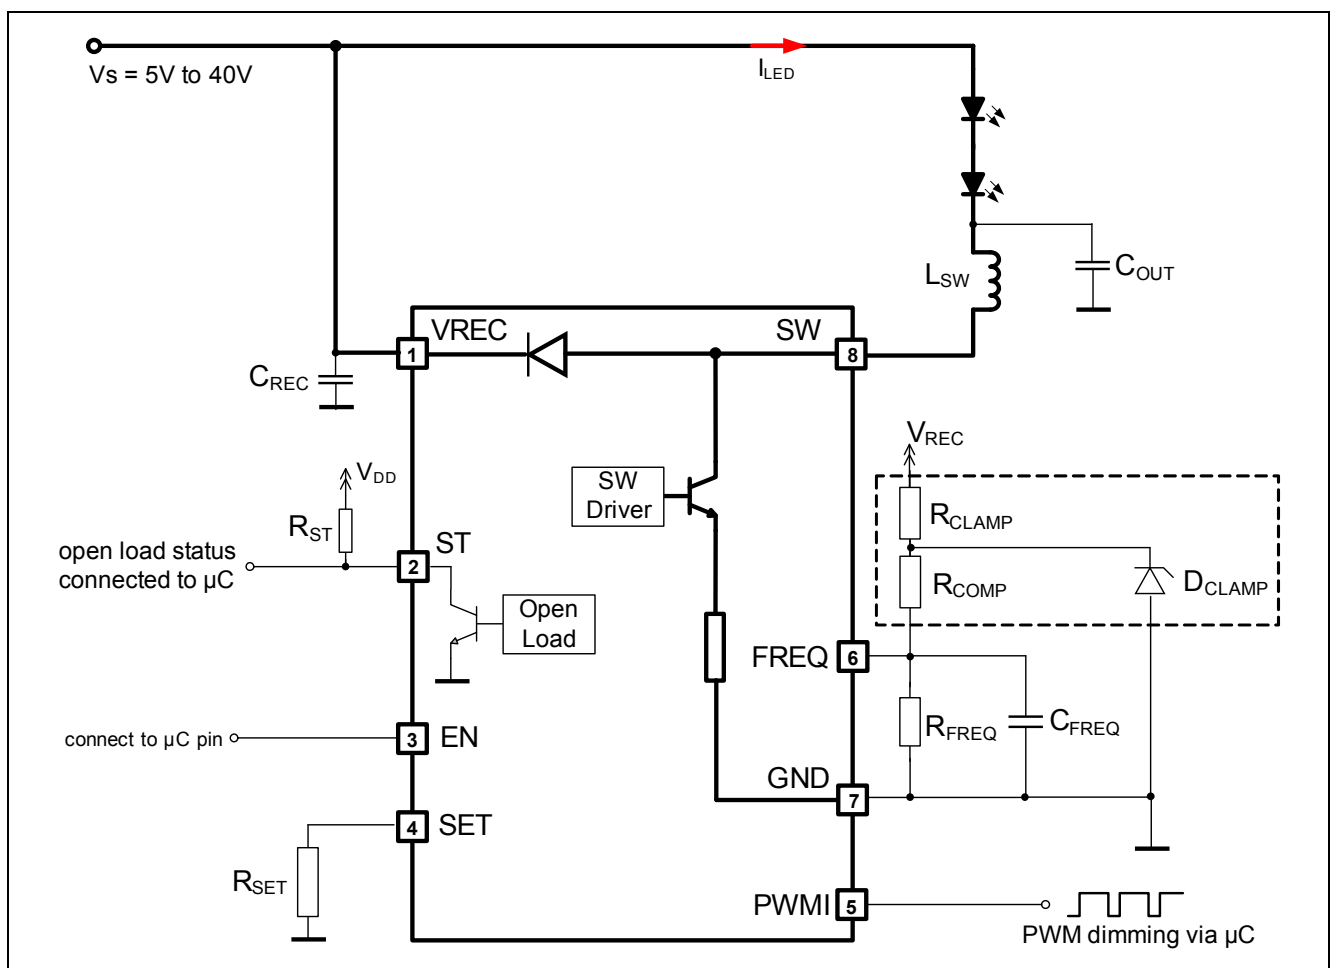 Vs = 5V to 40V
ILED
LSW
COUT
VREC
SW
1
8
CREC
VREC
VDD
SW
Driver
RCLAMP
RST
ST
open load status
connected to µC
2
RCOMP
DCLAMP
Open
Load
FREQ
6
RFREQ
CFREQ
connect to µC pin
3
EN
GND
7
4
SET
RSET
PWMI
5
PWM dimming via µC